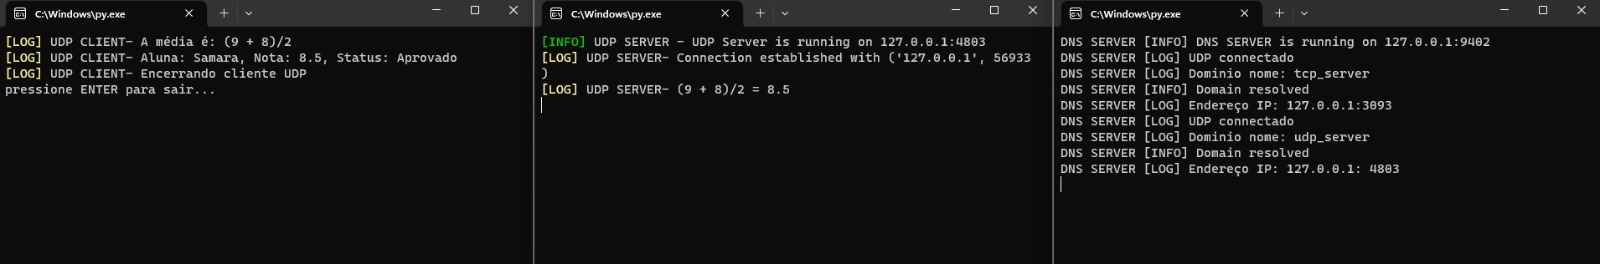 C:\Windows\py.exe
[LOG] UDP CLIENT- A média é: (9 + 8)/2
[LOG] UDP CLIENT- Aluna: Samara, Nota: 8.5, Status: Aprovado
[LOG] UDP CLIENT- Encerrando cliente UDP
pressione ENTER para sair...
C:\Windows\py.exe
[INFO] UDP SERVER - UDP Server is running on 127.0.0.1:4803
[LOG] UDP SERVER- Connection established with ('127.0.0.1', 56933
)
[LOG] UDP SERVER- (9 + 8)/2 = 8.5
C:\Windows\py.exe
DNS SERVER [INFO] DNS SERVER is running on 127.0.0.1:9402
DNS SERVER [LOG] UDP connectado
DNS SERVER [LOG] Dominio nome: tcp_server
DNS SERVER [INFO] Domain resolved
DNS SERVER [LOG] Endereço IP: 127.0.0.1:3093
DNS SERVER [LOG] UDP connectado
DNS SERVER [LOG] Dominio nome: udp_server
DNS SERVER [INFO] Domain resolved
DNS SERVER [LOG] Endereço IP: 127.0.0.1: 4803